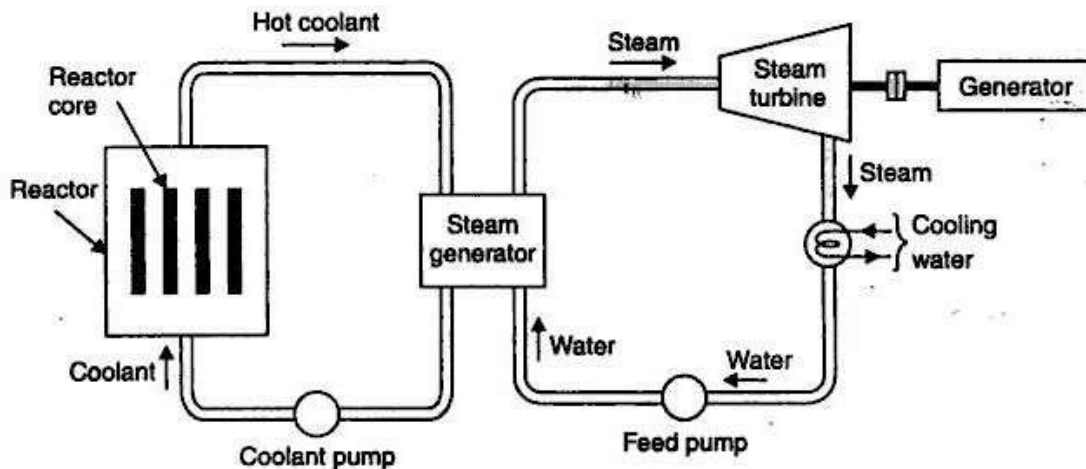 Hot coolant
Reactor
core
Reactor
Coolant
Coolant pump
Steam
generator
Steam
Steam
turbine
Generator
Steam
Cooling
water
Water
Water
Feed pump